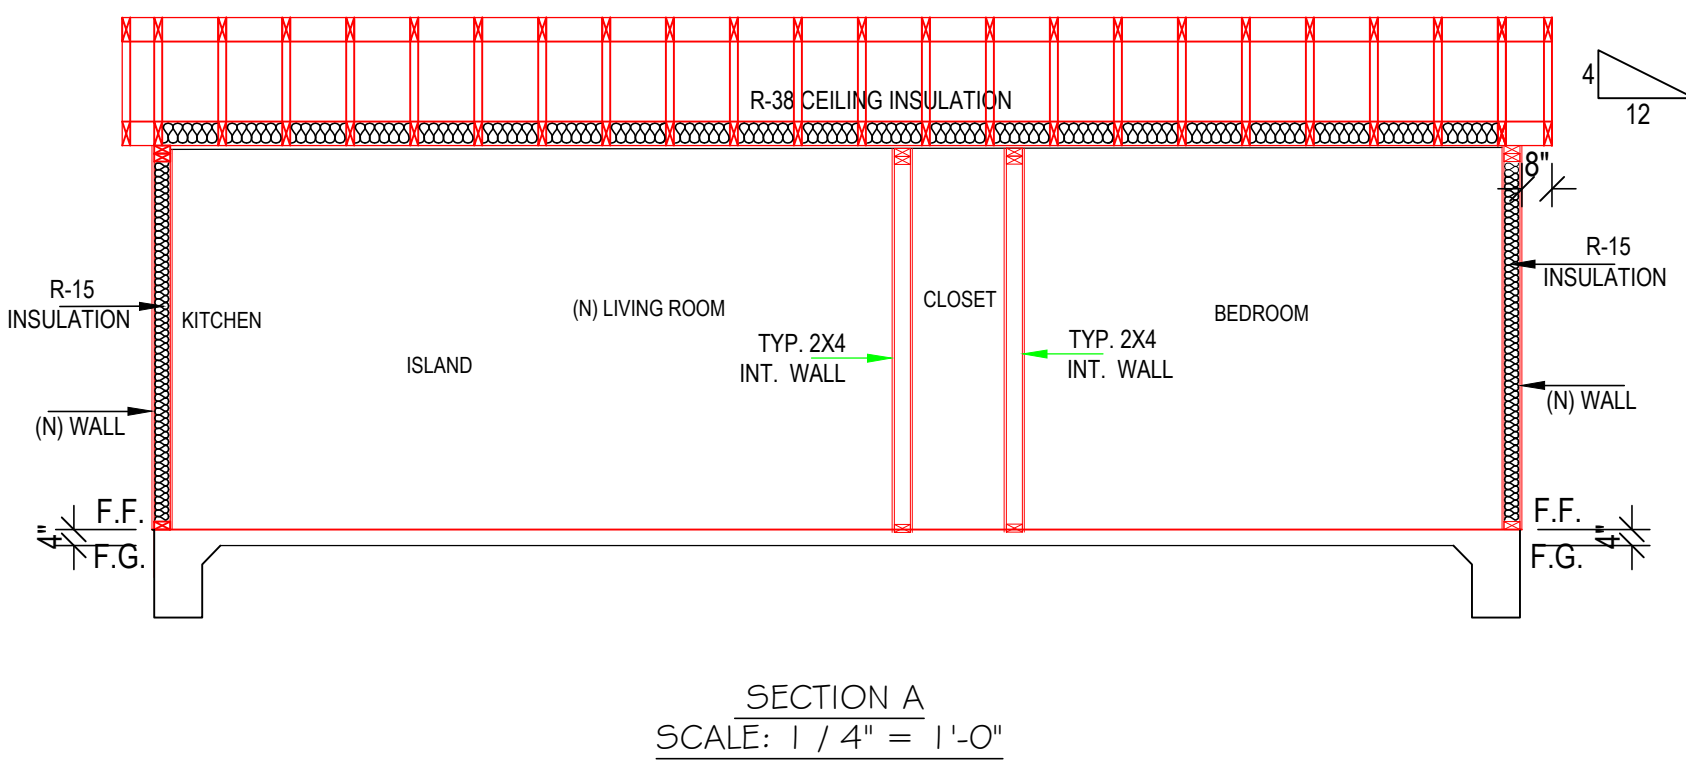 R-38 CEILING INSULATION
4
12
8"
R-15
INSULATION
KITCHEN
(N) LIVING ROOM
ISLAND
CLOSET
BEDROOM
R-15
INSULATION
TYP. 2X4
INT. WALL
TYP. 2X4
INT. WALL
(N) WALL
(N) WALL
F.F.
4"
F.G.
F.F.
4"
F.G.
SECTION A
SCALE: 1 / 4" = 1'-0"